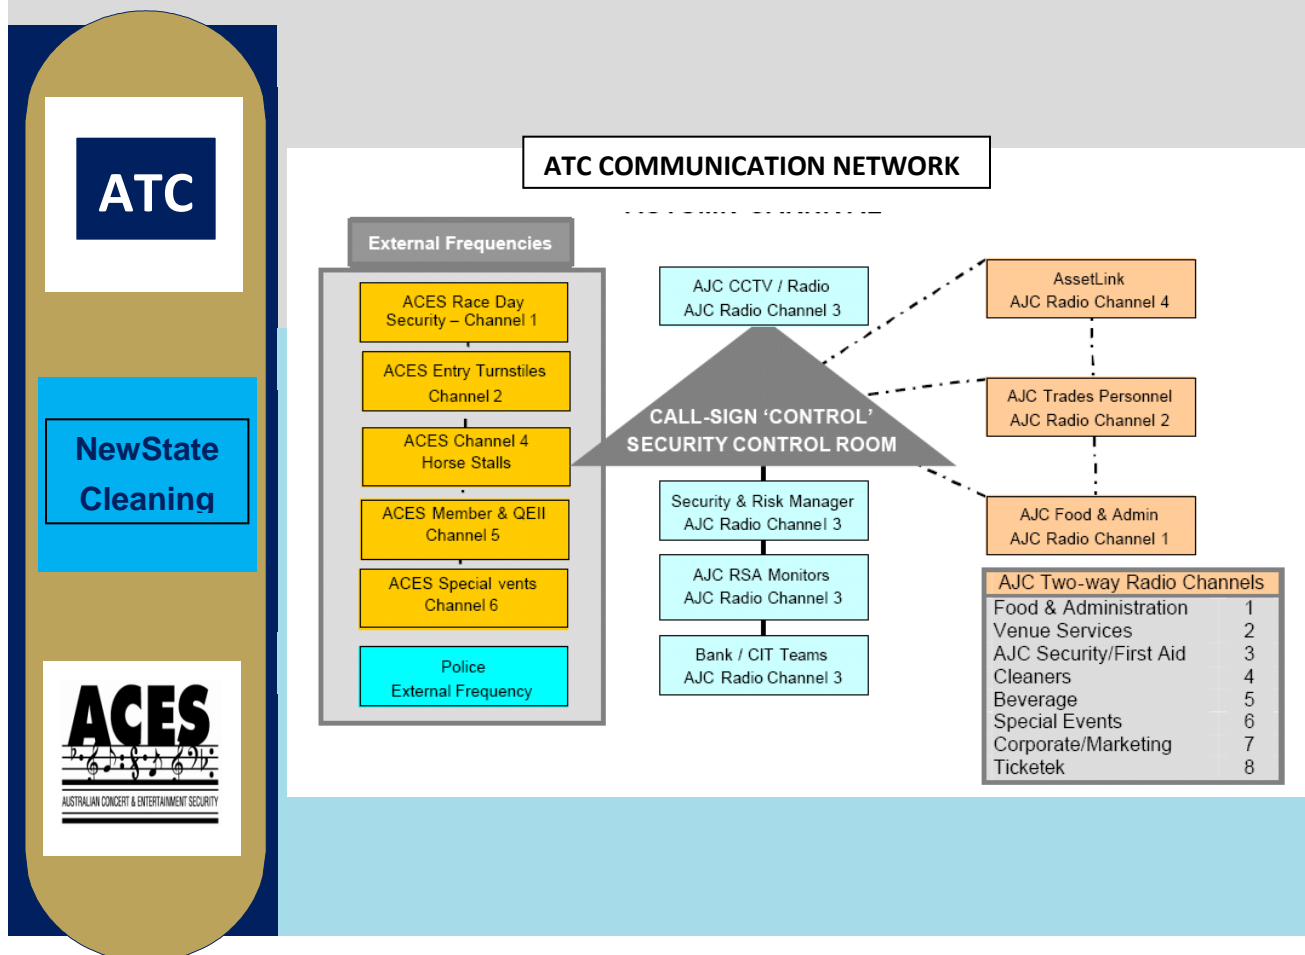 ATC
NewState
Cleaning
ACES
AUSTRALIAN CONCERT & ENTERTAINMENT SECURITY
ATC COMMUNICATION NETWORK
External Frequencies
ACES Race Day
Security – Channel 1
ACES Entry Turnstiles
Channel 2
ACES Channel 4
Horse Stalls
ACES Member & QEII
Channel 5
ACES Special vents
Channel 6
Police
External Frequency
AJC CCTV / Radio
AJC Radio Channel 3
CALL-SIGN ‘CONTROL’
SECURITY CONTROL ROOM
Security & Risk Manager
AJC Radio Channel 3
AJC RSA Monitors
AJC Radio Channel 3
Bank / CIT Teams
AJC Radio Channel 3
AssetLink
AJC Radio Channel 4
AJC Trades Personnel
AJC Radio Channel 2
AJC Food & Admin
AJC Radio Channel 1
AJC Two-way Radio Channels
Food & Administration 1
Venue Services 2
AJC Security/First Aid 3
Cleaners 4
Beverage 5
Special Events 6
Corporate/Marketing 7
Ticketek 8